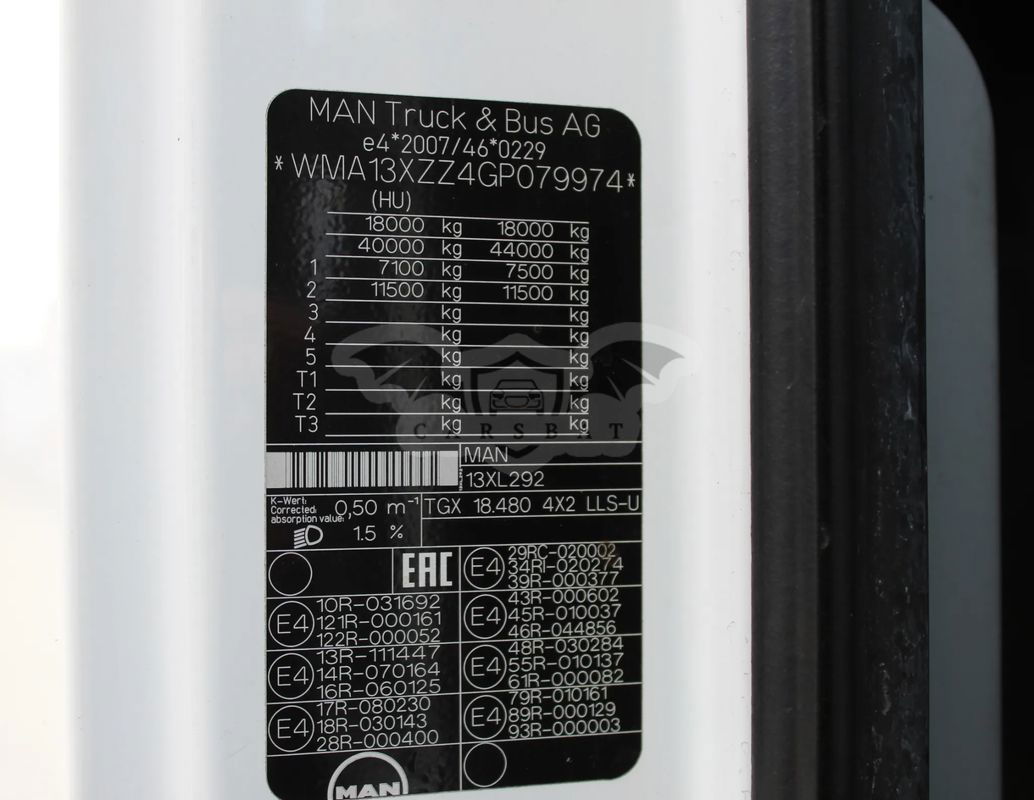 MAN Truck & Bus AG
e4*2007/46*0229
*WMA13XZZ4GP079974*
(HU)
18000 kg 18000 kg
40000 kg 44000 kg
1 7100 kg 7500 kg
2 11500 kg 11500 kg
3 kg kg
4 kg kg
5 kg kg
T1 kg kg
T2 kg kg
T3 kg kg
CARSBAT
MAN
13XL292
K-Wert:
Corrected
absorption value:
0,50 m⁻¹
1.5 %
TGX 18.480 4X2 LLS-U
EAC
E4
29RC-020002
34RI-020274
39R-000377
E4
10R-031692
121R-000161
122R-000052
E4
43R-000602
45R-010037
46R-044856
E4
13R-111447
14R-070164
16R-060125
E4
48R-030284
55R-010137
61R-000082
E4
17R-080230
18R-030143
28R-000400
E4
79R-010161
89R-000129
93R-000003
MAN